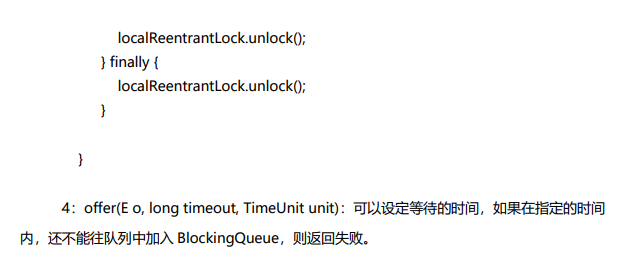 localReentrantLock.unlock();
} finally {
localReentrantLock.unlock();
}
}
4：offer(E o, long timeout, TimeUnit unit)：可以设定等待的时间，如果在指定的时间
内，还不能往队列中加入 BlockingQueue，则返回失败。